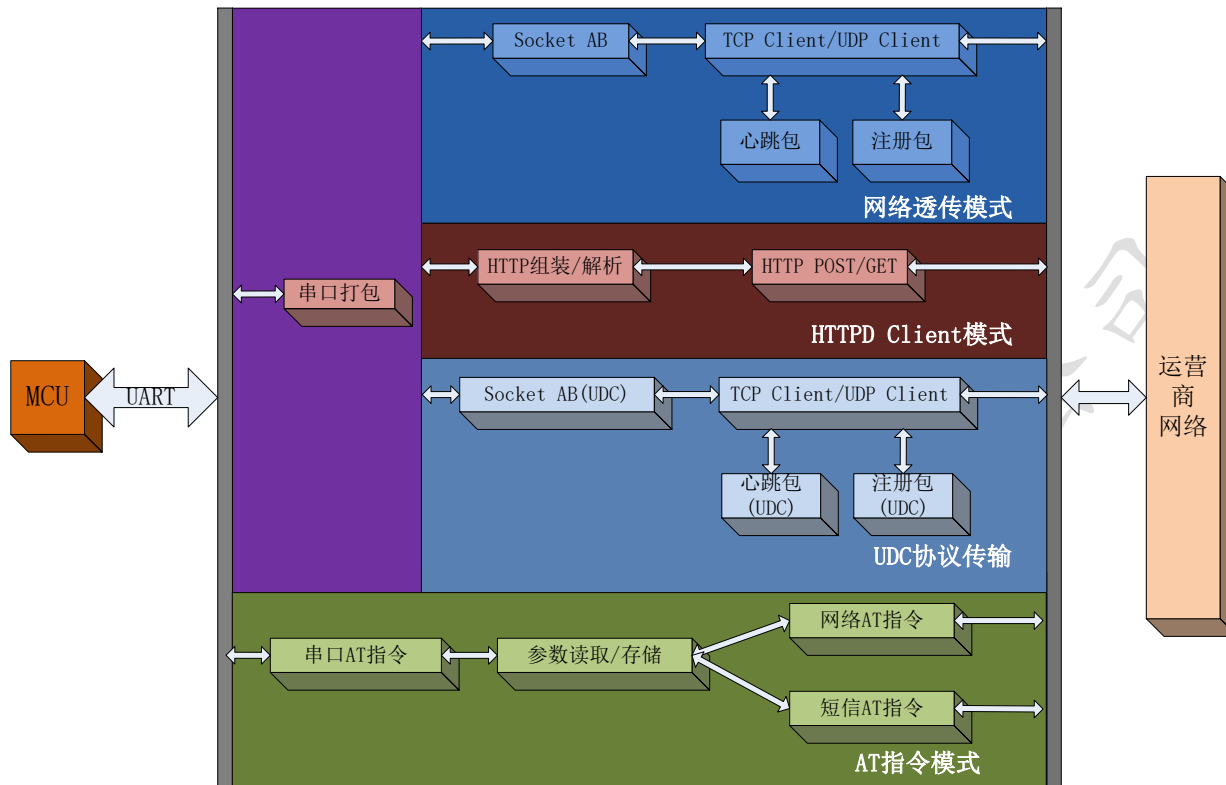 Socket AB
TCP Client/UDP Client
心跳包
注册包
网络透传模式
HTTP组装/解析
HTTP POST/GET
串口打包
HTTPD Client模式
MCU
UART
Socket AB(UDC)
TCP Client/UDP Client
心跳包
(UDC)
注册包
(UDC)
UDC协议传输
运营
商
网络
串口AT指令
参数读取/存储
网络AT指令
短信AT指令
AT指令模式
司